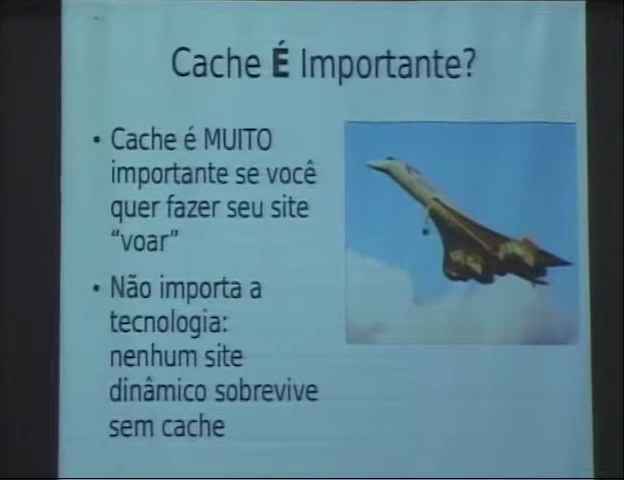 Cache É Importante?
• Cache é MUITO
importante se você
quer fazer seu site
“voar”
• Não importa a
tecnologia:
nenhum site
dinâmico sobrevive
sem cache